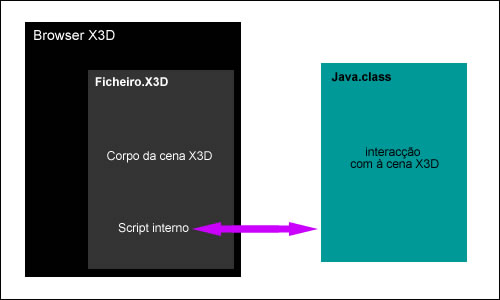 Browser X3D
Ficheiro.X3D
Corpo da cena X3D
Script interno
Java.class
interacção
com à cena X3D